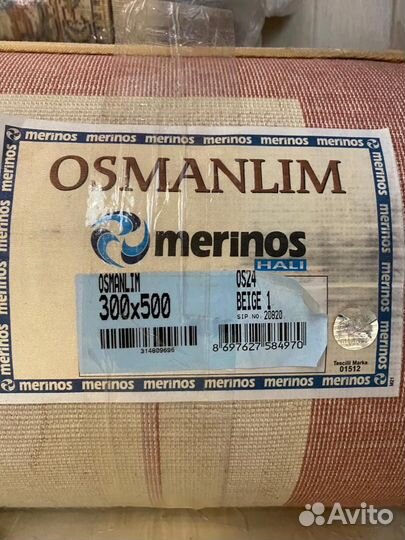 merinos merinos merinos merinos merinos
OSMANLIM
merinos
HALI
OSMANLIM OS24
300x500 BEIGE 1
SIP.NO. 20820
314809696
8 697627 584970
Tescilli Marka
01512
merinos merinos merinos merinos merinos
Avito